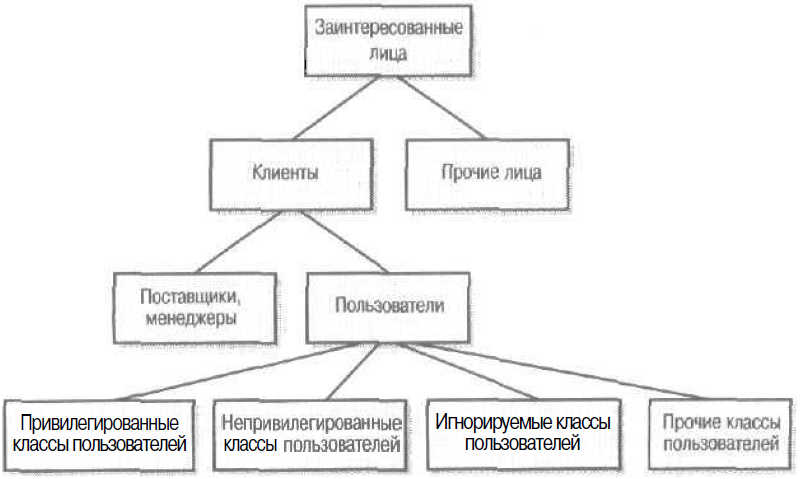 Заинтересованные
лица
Клиенты
Прочие лица
Поставщики,
менеджеры
Пользователи
Привилегированные
классы пользователей
Непривилегированные
классы пользователей
Игнорируемые классы
пользователей
Прочие классы
пользователей